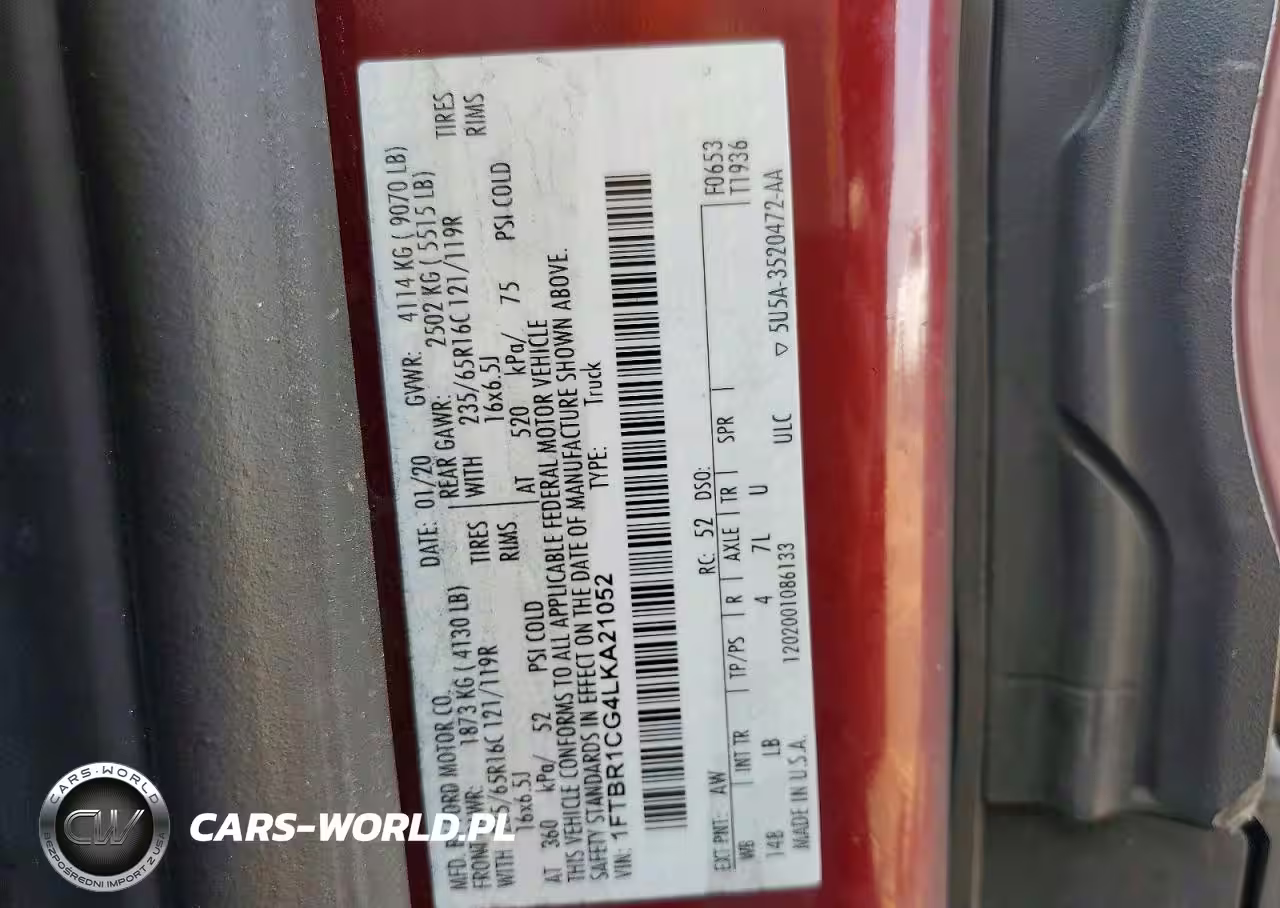 MFD. BY FORD MOTOR CO.
DATE: 01/20 GVWR: 4114 KG ( 9070 LB)
FRONT GAWR: 1873 KG ( 4130 LB) REAR GAWR: 2502 KG ( 5515 LB)
WITH 235/65R16C 121/119R TIRES WITH 235/65R16C 121/119R TIRES
16x6.5J RIMS 16x6.5J RIMS
AT 360 kPa/ 52 PSI COLD AT 520 kPa/ 75 PSI COLD
THIS VEHICLE CONFORMS TO ALL APPLICABLE FEDERAL MOTOR VEHICLE
SAFETY STANDARDS IN EFFECT ON THE DATE OF MANUFACTURE SHOWN ABOVE.
VIN: 1FTBR1CG4LKA21052 TYPE: Truck
F0653
T1936
EXT PNT: AW RC: 52 DSO:
WB INT TR TP/PS R AXLE TR SPR
14B LB 4 7L U ULC ▽ 5U5A-3520472-AA
MADE IN U.S.A. 1202001086133
CARS-WORLD
CW
BEZPOŚREDNI IMPORT Z USA
CARS-WORLD.PL